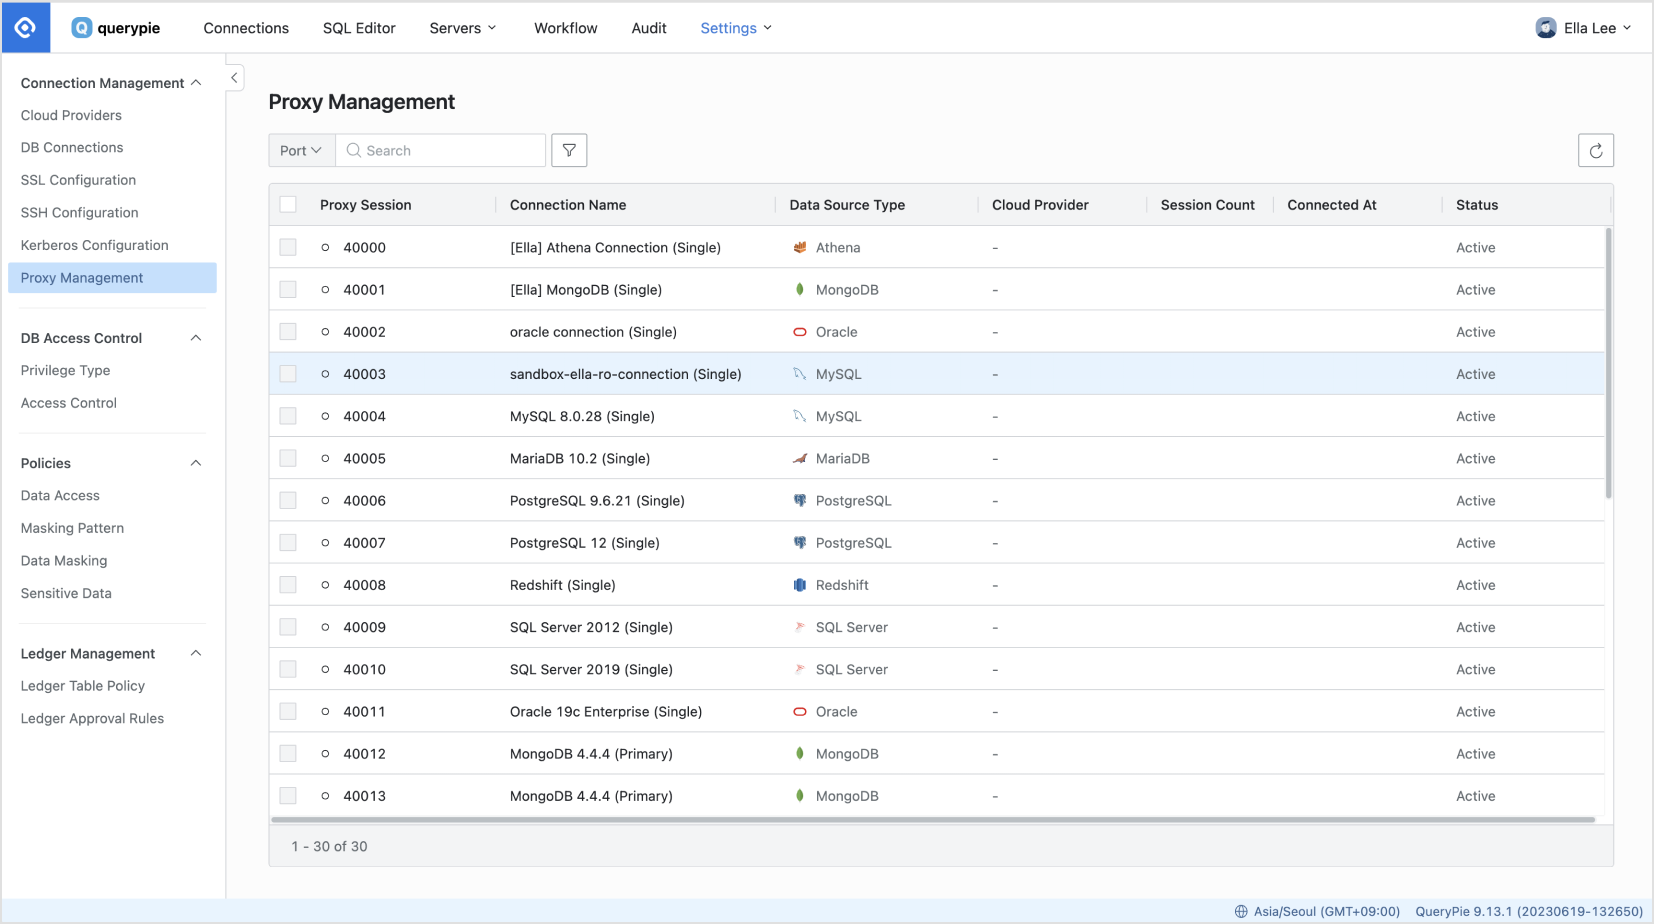 querypie Connections SQL Editor Servers Workflow Audit Settings Ella Lee
Connection Management
Cloud Providers
DB Connections
SSL Configuration
SSH Configuration
Kerberos Configuration
Proxy Management
DB Access Control
Privilege Type
Access Control
Policies
Data Access
Masking Pattern
Data Masking
Sensitive Data
Ledger Management
Ledger Table Policy
Ledger Approval Rules
Proxy Management
Port Search
Proxy Session Connection Name Data Source Type Cloud Provider Session Count Connected At Status
40000 [Ella] Athena Connection (Single) Athena - Active
40001 [Ella] MongoDB (Single) MongoDB - Active
40002 oracle connection (Single) Oracle - Active
40003 sandbox-ella-ro-connection (Single) MySQL - Active
40004 MySQL 8.0.28 (Single) MySQL - Active
40005 MariaDB 10.2 (Single) MariaDB - Active
40006 PostgreSQL 9.6.21 (Single) PostgreSQL - Active
40007 PostgreSQL 12 (Single) PostgreSQL - Active
40008 Redshift (Single) Redshift - Active
40009 SQL Server 2012 (Single) SQL Server - Active
40010 SQL Server 2019 (Single) SQL Server - Active
40011 Oracle 19c Enterprise (Single) Oracle - Active
40012 MongoDB 4.4.4 (Primary) MongoDB - Active
40013 MongoDB 4.4.4 (Primary) MongoDB - Active
1 - 30 of 30
Asia/Seoul (GMT+09:00) QueryPie 9.13.1 (20230619-132650)